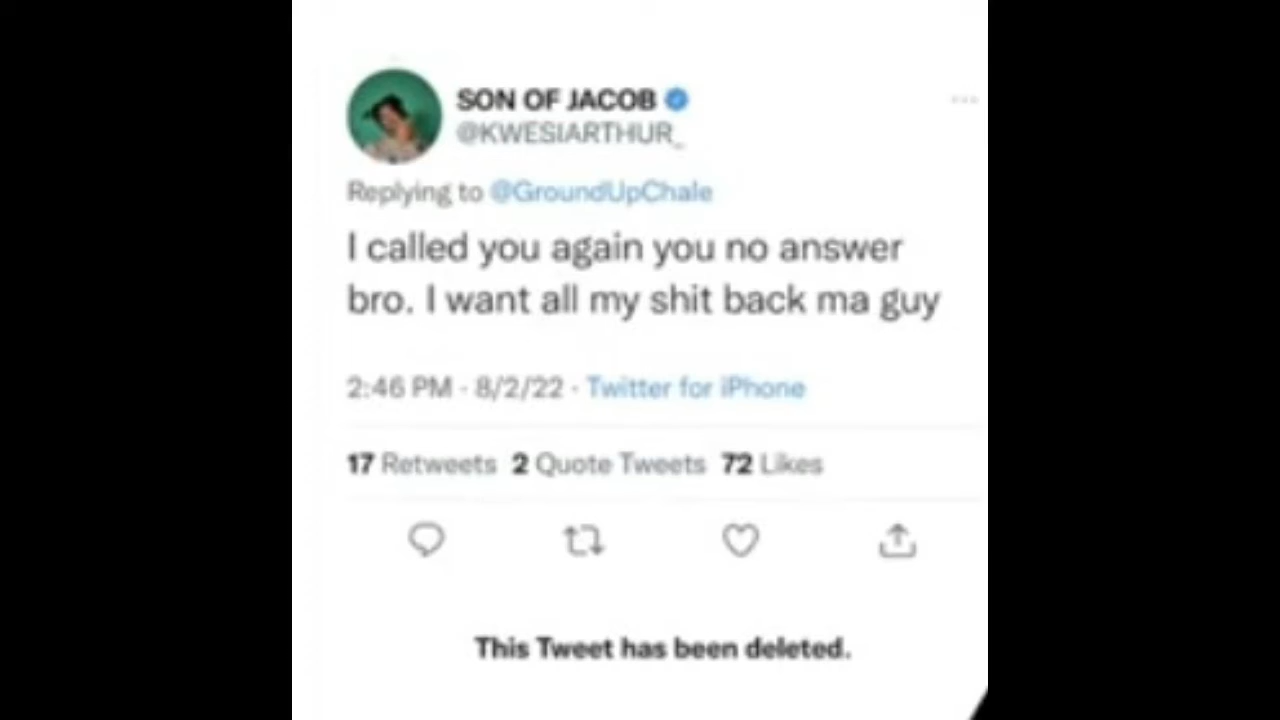 SON OF JACOB
@KWESIARTHUR_
Replying to @GroundUpChale
I called you again you no answer
bro. I want all my shit back ma guy
2:46 PM · 8/2/22 · Twitter for iPhone
17 Retweets 2 Quote Tweets 72 Likes
This Tweet has been deleted.